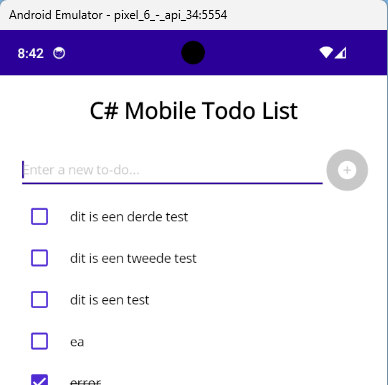 Android Emulator - pixel_6_-_api_34:5554
8:42
C# Mobile Todo List
Enter a new to-do...
dit is een derde test
dit is een tweede test
dit is een test
ea
error